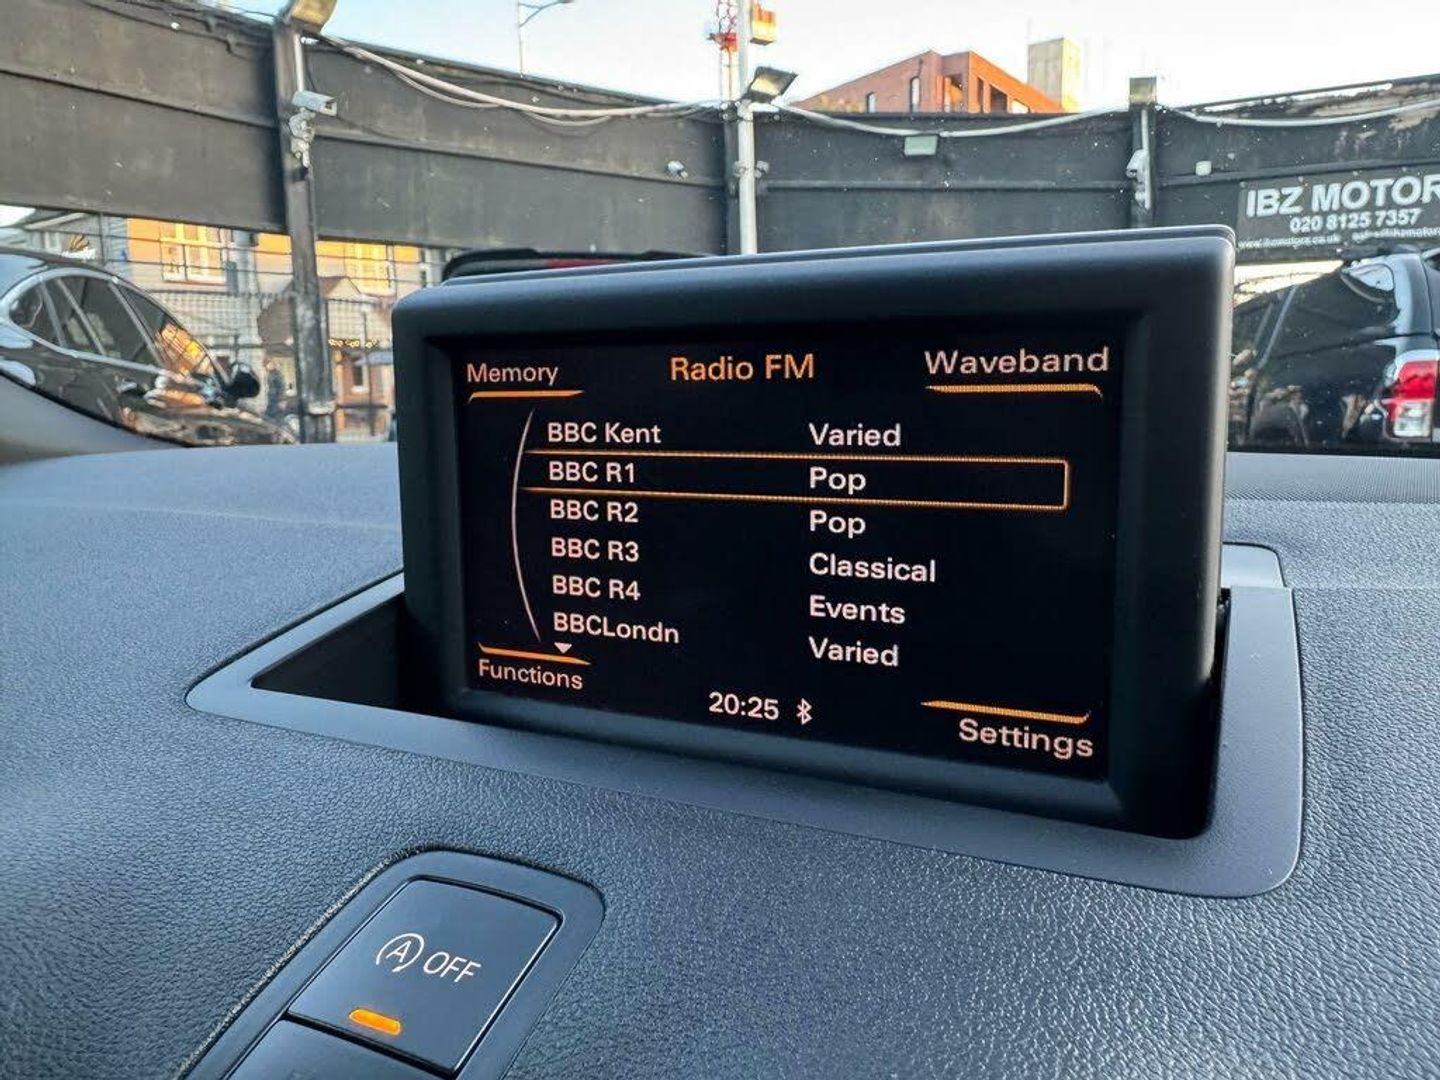 IBZ MOTOR
020 8125 7357
Memory Radio FM Waveband
BBC Kent Varied
BBC R1 Pop
BBC R2 Pop
BBC R3 Classical
BBC R4 Events
BBCLondn Varied
Functions
20:25
Settings
A OFF